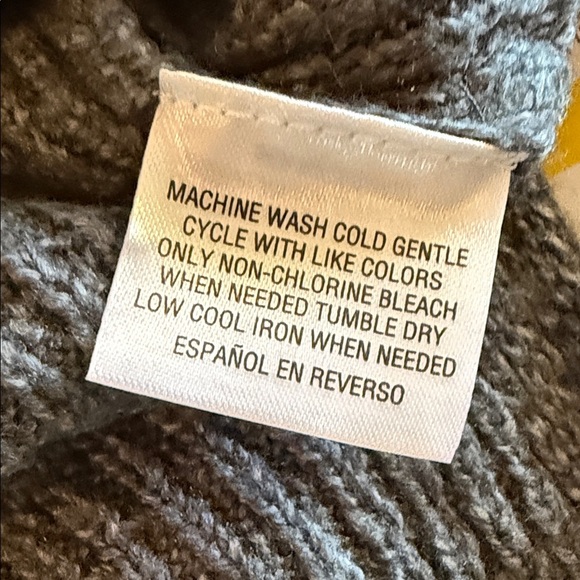 MACHINE WASH COLD GENTLE
CYCLE WITH LIKE COLORS
ONLY NON-CHLORINE BLEACH
WHEN NEEDED TUMBLE DRY
LOW COOL IRON WHEN NEEDED
ESPAÑOL EN REVERSO